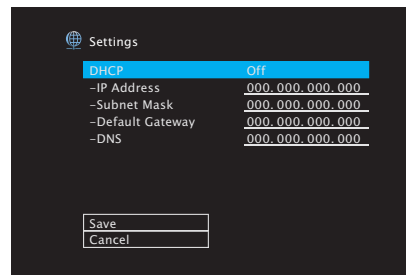 Settings
DHCP Off
–IP Address 000. 000. 000. 000
–Subnet Mask 000. 000. 000. 000
–Default Gateway 000. 000. 000. 000
–DNS 000. 000. 000. 000
Save
Cancel